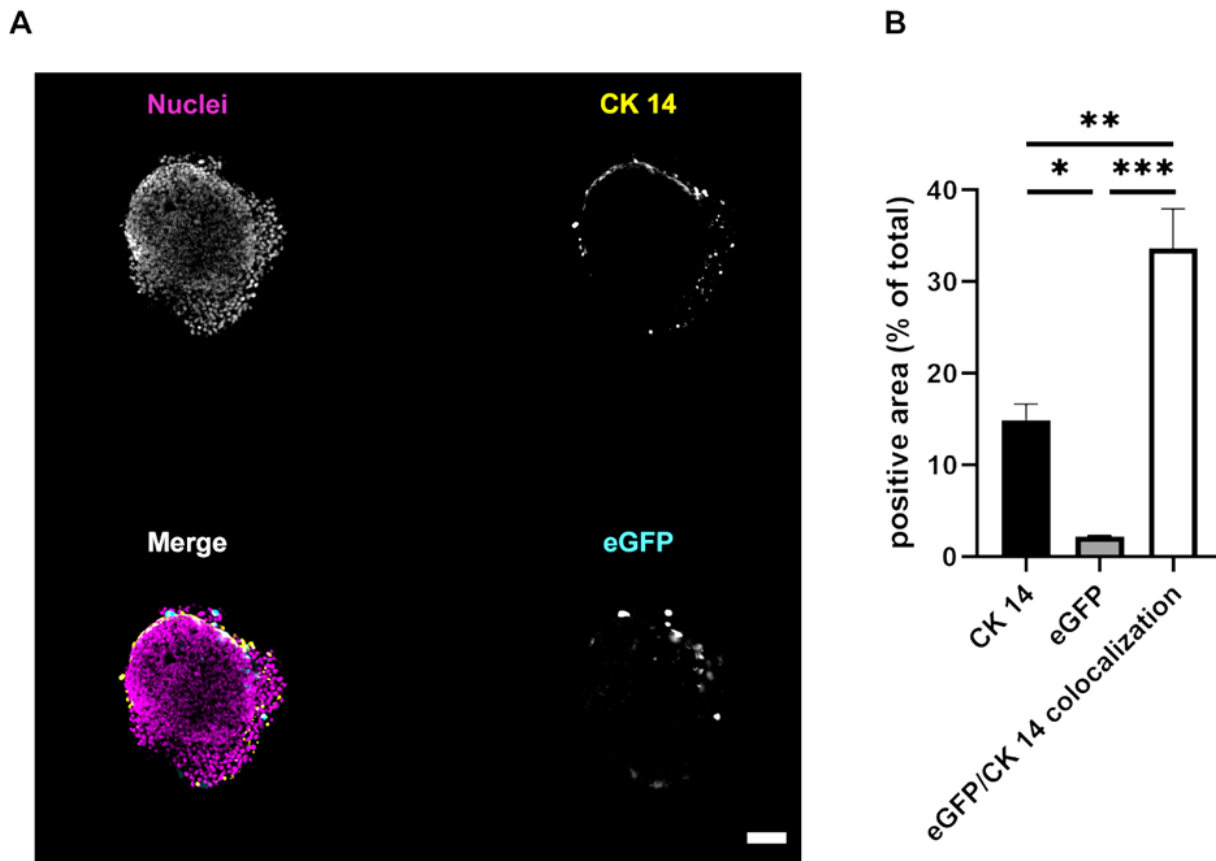 A
B
Nuclei
CK 14
Merge
eGFP
**
*
***
positive area (% of total)
40
30
20
10
0
CK 14
eGFP
eGFP/CK 14 colocalization